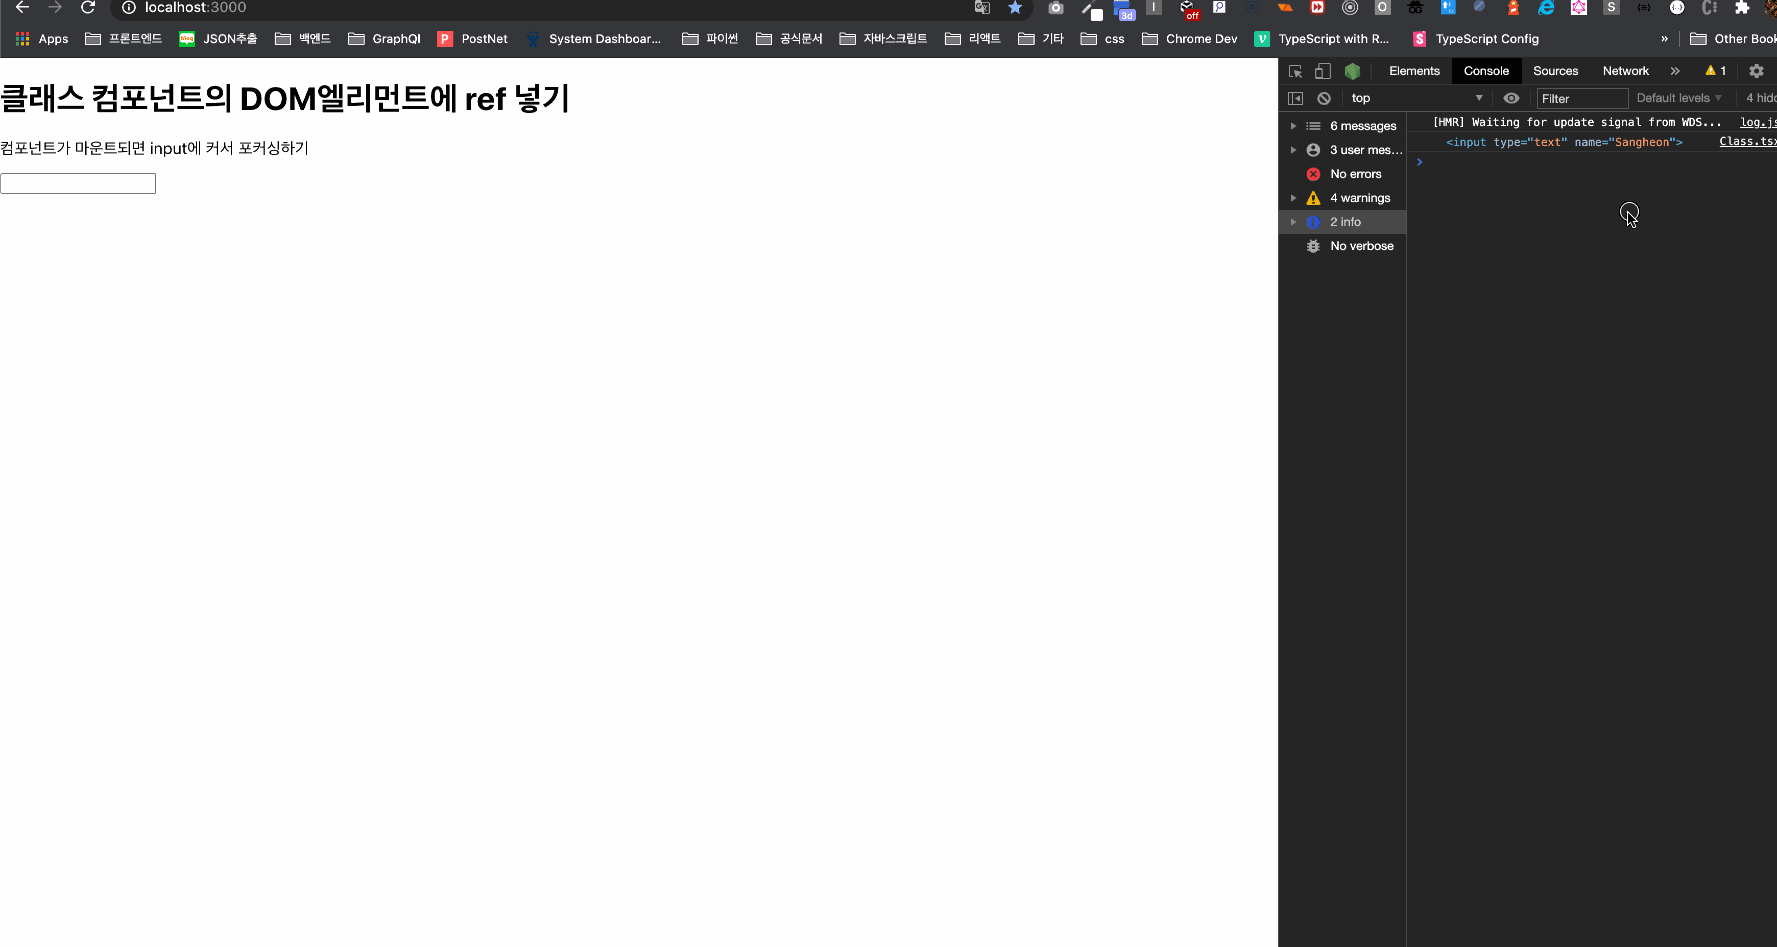 localhost:3000
3d
off
Apps 프론트엔드 JSON추출 백엔드 GraphQl PostNet System Dashboar... 파이썬 공식문서 자바스크립트 리액트 기타 css Chrome Dev TypeScript with R... TypeScript Config » Other Book
클래스 컴포넌트의 DOM엘리먼트에 ref 넣기
컴포넌트가 마운트되면 input에 커서 포커싱하기
Elements Console Sources Network » 1
top Filter Default levels 4 hidd
6 messages
3 user mes...
No errors
4 warnings
2 info
No verbose
[HMR] Waiting for update signal from WDS... log.js
<input type="text" name="Sangheon"> Class.tsx